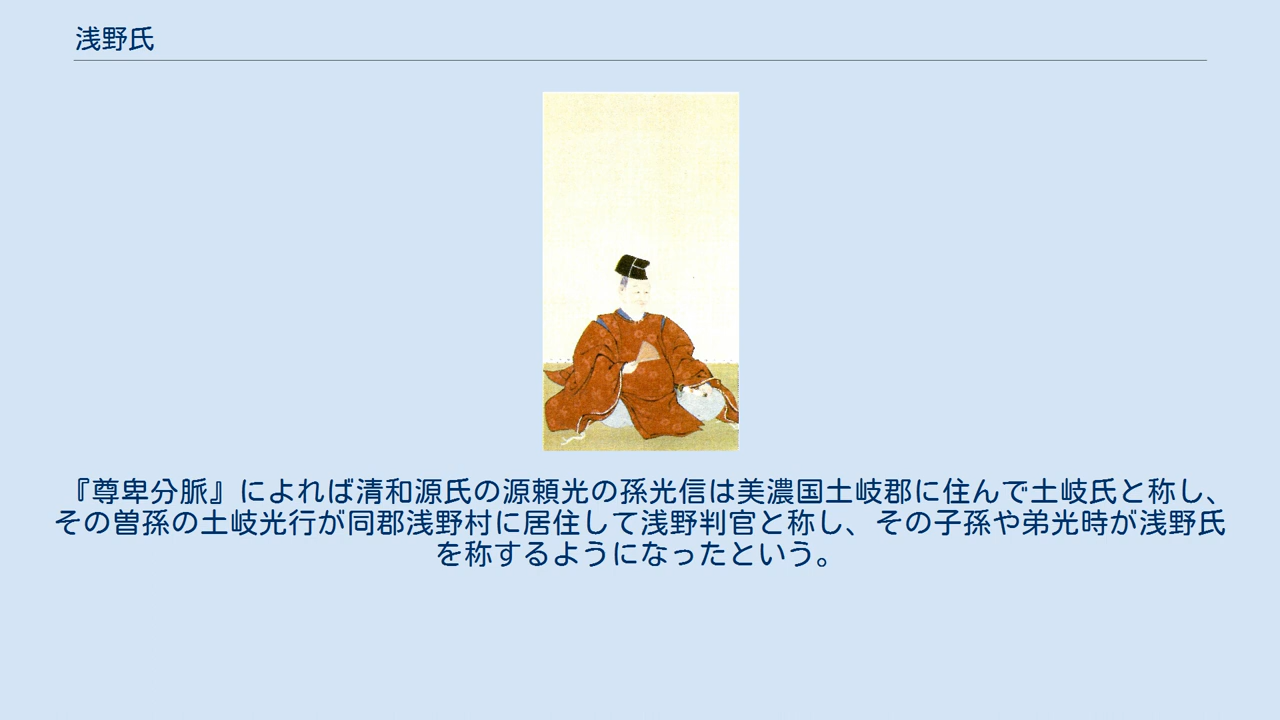 浅野氏
『尊卑分脈』によれば清和源氏の源頼光の孫光信は美濃国土岐郡に住んで土岐氏と称し、
その曽孫の土岐光行が同郡浅野村に居住して浅野判官と称し、その子孫や弟光時が浅野氏
を称するようになったという。